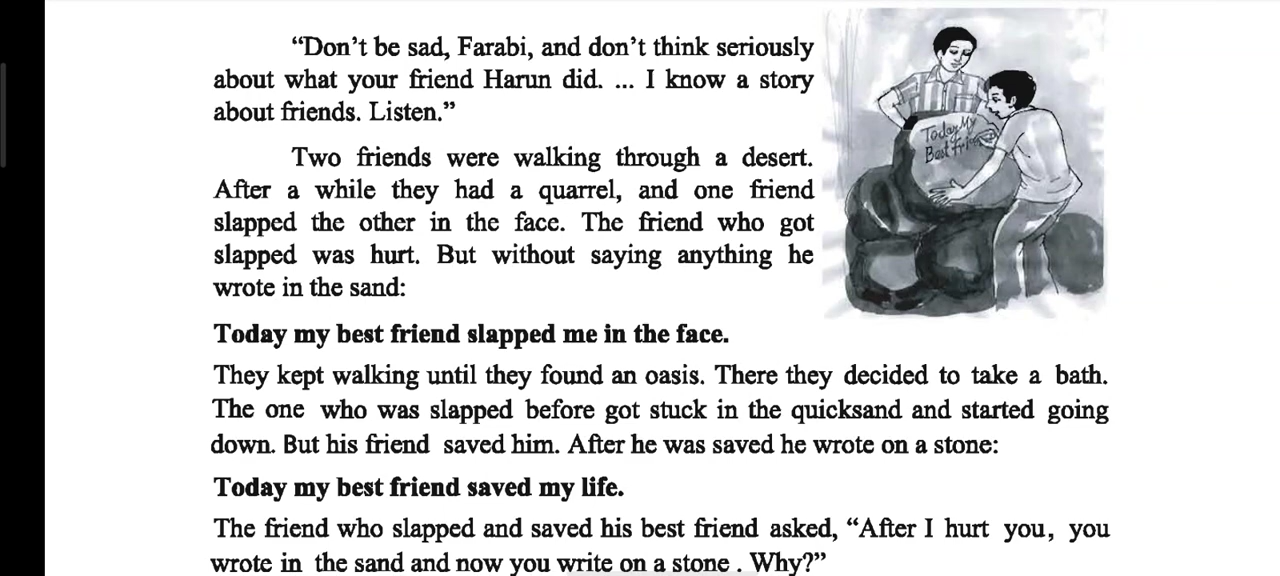 “Don’t be sad, Farabi, and don’t think seriously
about what your friend Harun did. ... I know a story
about friends. Listen.”
Two friends were walking through a desert.
After a while they had a quarrel, and one friend
slapped the other in the face. The friend who got
slapped was hurt. But without saying anything he
wrote in the sand:
Today My
Best Frien
Today my best friend slapped me in the face.
They kept walking until they found an oasis. There they decided to take a bath.
The one who was slapped before got stuck in the quicksand and started going
down. But his friend saved him. After he was saved he wrote on a stone:
Today my best friend saved my life.
The friend who slapped and saved his best friend asked, “After I hurt you, you
wrote in the sand and now you write on a stone . Why?”